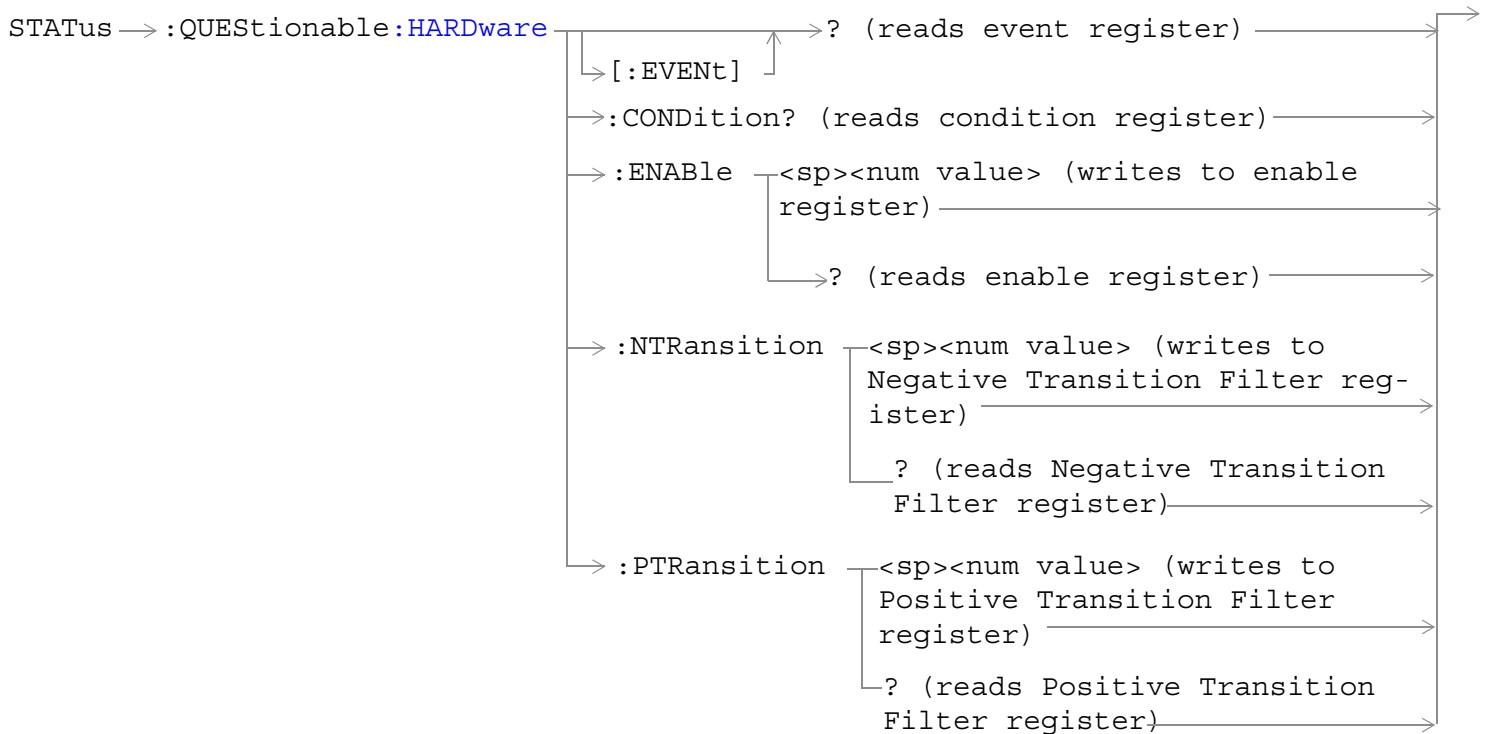 STATus :QUEStionable:HARDware ? (reads event register)
[:EVENt]
:CONDition? (reads condition register)
:ENABle <sp><num value> (writes to enable
register)
? (reads enable register)
:NTRansition <sp><num value> (writes to
Negative Transition Filter reg-
ister)
? (reads Negative Transition
Filter register)
:PTRansition <sp><num value> (writes to
Positive Transition Filter
register)
? (reads Positive Transition
Filter register)